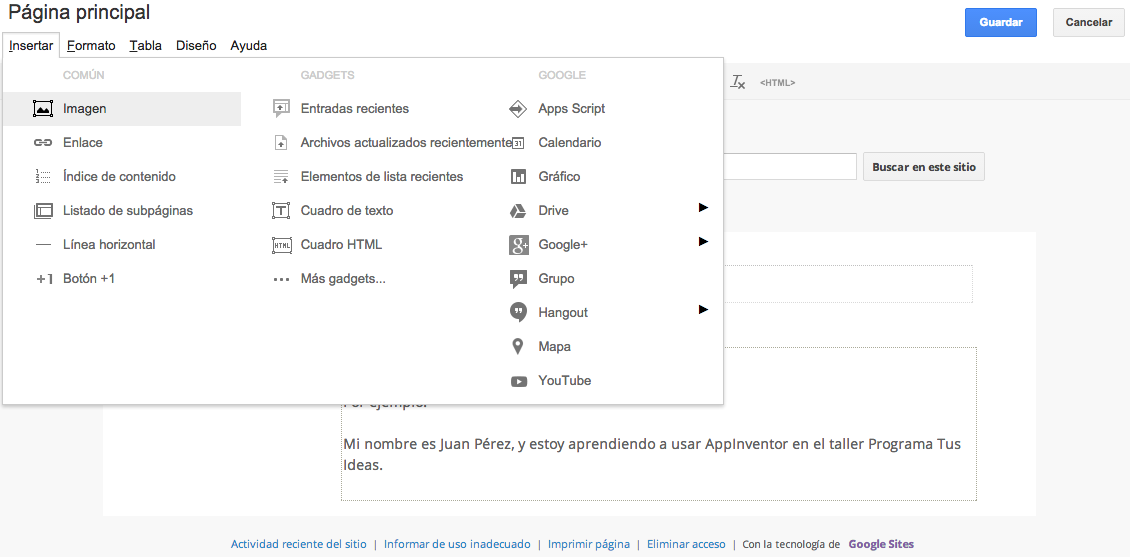 Página principal
Guardar
Cancelar
Insertar Formato Tabla Diseño Ayuda
<HTML>
COMÚN
Imagen
Enlace
Índice de contenido
Listado de subpáginas
Línea horizontal
+1 Botón +1
GADGETS
Entradas recientes
Archivos actualizados recientemente
Elementos de lista recientes
Cuadro de texto
HTML Cuadro HTML
Más gadgets...
GOOGLE
Apps Script
31 Calendario
Gráfico
Drive
g+ Google+
Grupo
Hangout
Mapa
YouTube
Buscar en este sitio
Por ejemplo:
Mi nombre es Juan Pérez, y estoy aprendiendo a usar AppInventor en el taller Programa Tus
Ideas.
Actividad reciente del sitio | Informar de uso inadecuado | Imprimir página | Eliminar acceso | Con la tecnología de Google Sites